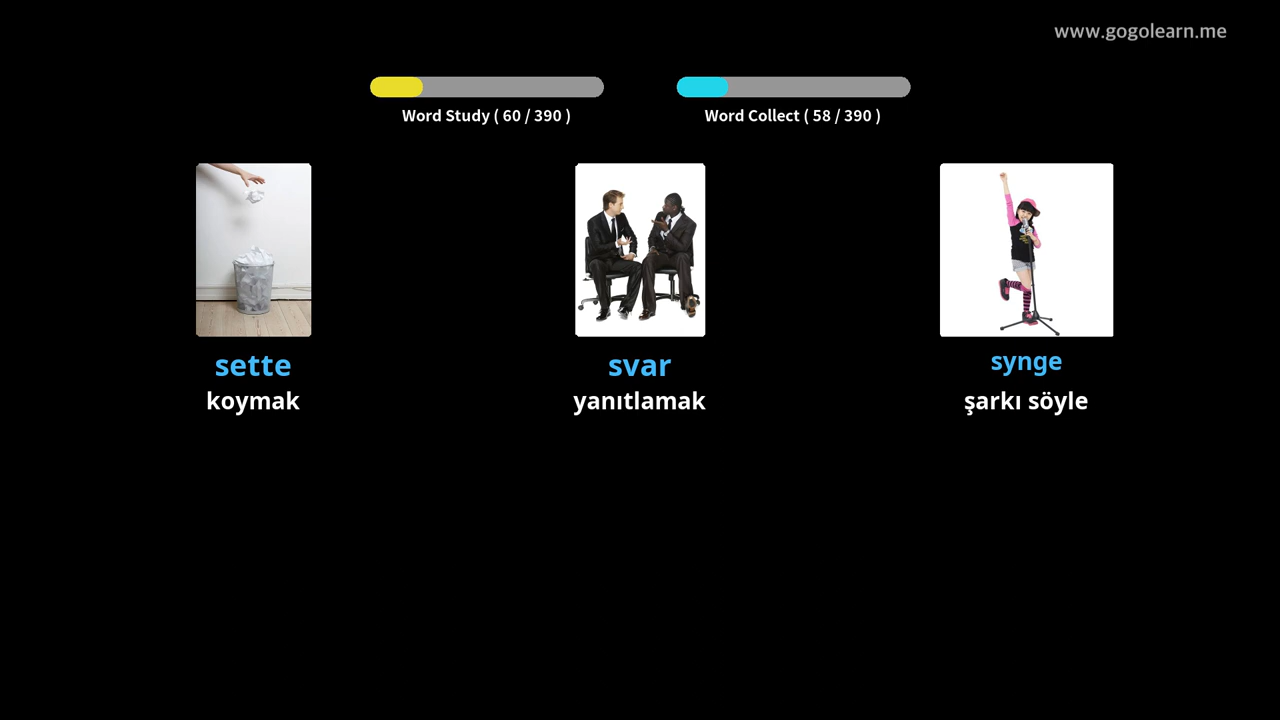 www.gogolearn.me
Word Study ( 60 / 390 )
Word Collect ( 58 / 390 )
sette
koymak
svar
yanıtlamak
synge
şarkı söyle